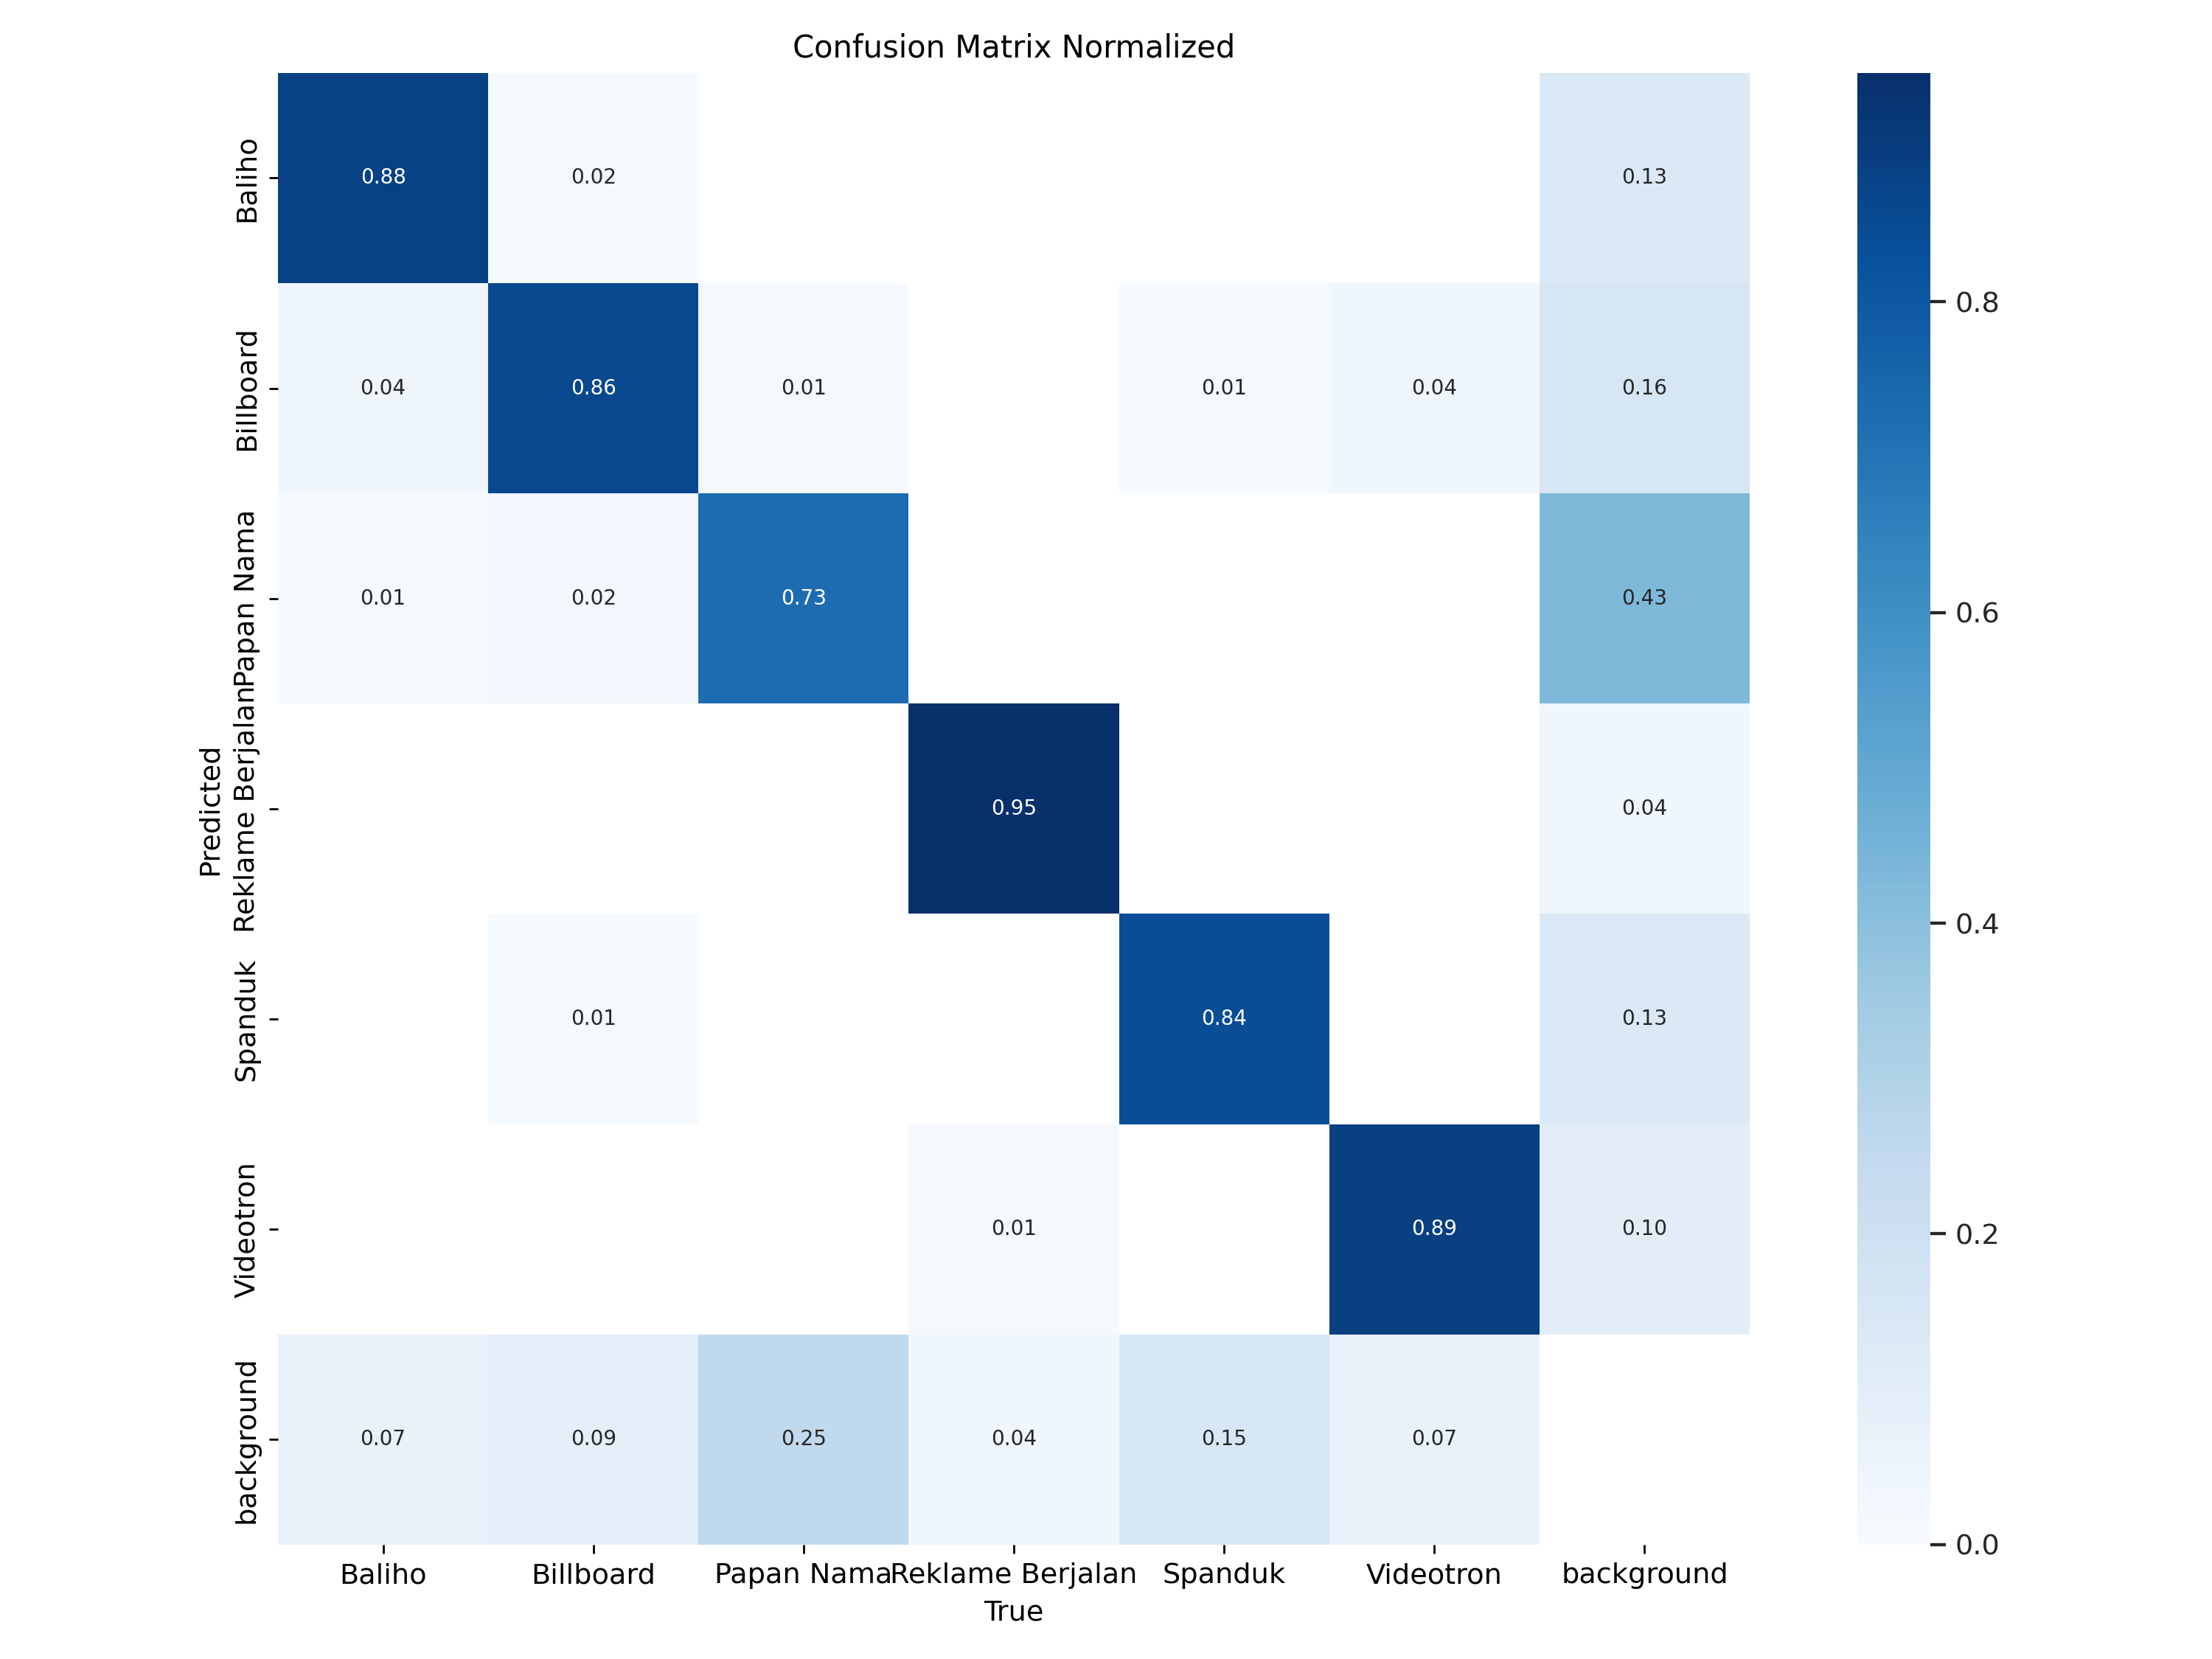 Confusion Matrix Normalized
Baliho 0.88 0.02 0.13
Billboard 0.04 0.86 0.01 0.01 0.04 0.16
Papan Nama 0.01 0.02 0.73 0.43
Reklame Berjalan 0.95 0.04
Spanduk 0.01 0.84 0.13
Videotron 0.01 0.89 0.10
background 0.07 0.09 0.25 0.04 0.15 0.07
Predicted
Baliho Billboard Papan Nama Reklame Berjalan Spanduk Videotron background
True
0.8
0.6
0.4
0.2
0.0